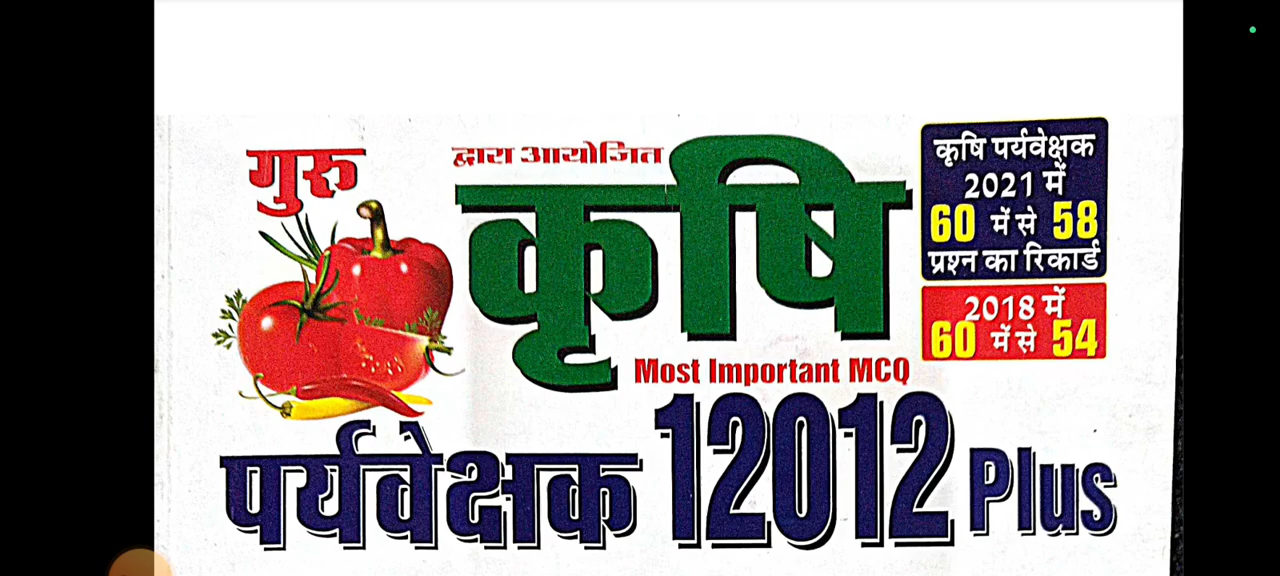 गुरु
द्वारा आयोजित
कृषि
कृषि पर्यवेक्षक
2021 में
60 में से 58
प्रश्न का रिकार्ड
2018 में
60 में से 54
Most Important MCQ
पर्यवेक्षक 12012 Plus